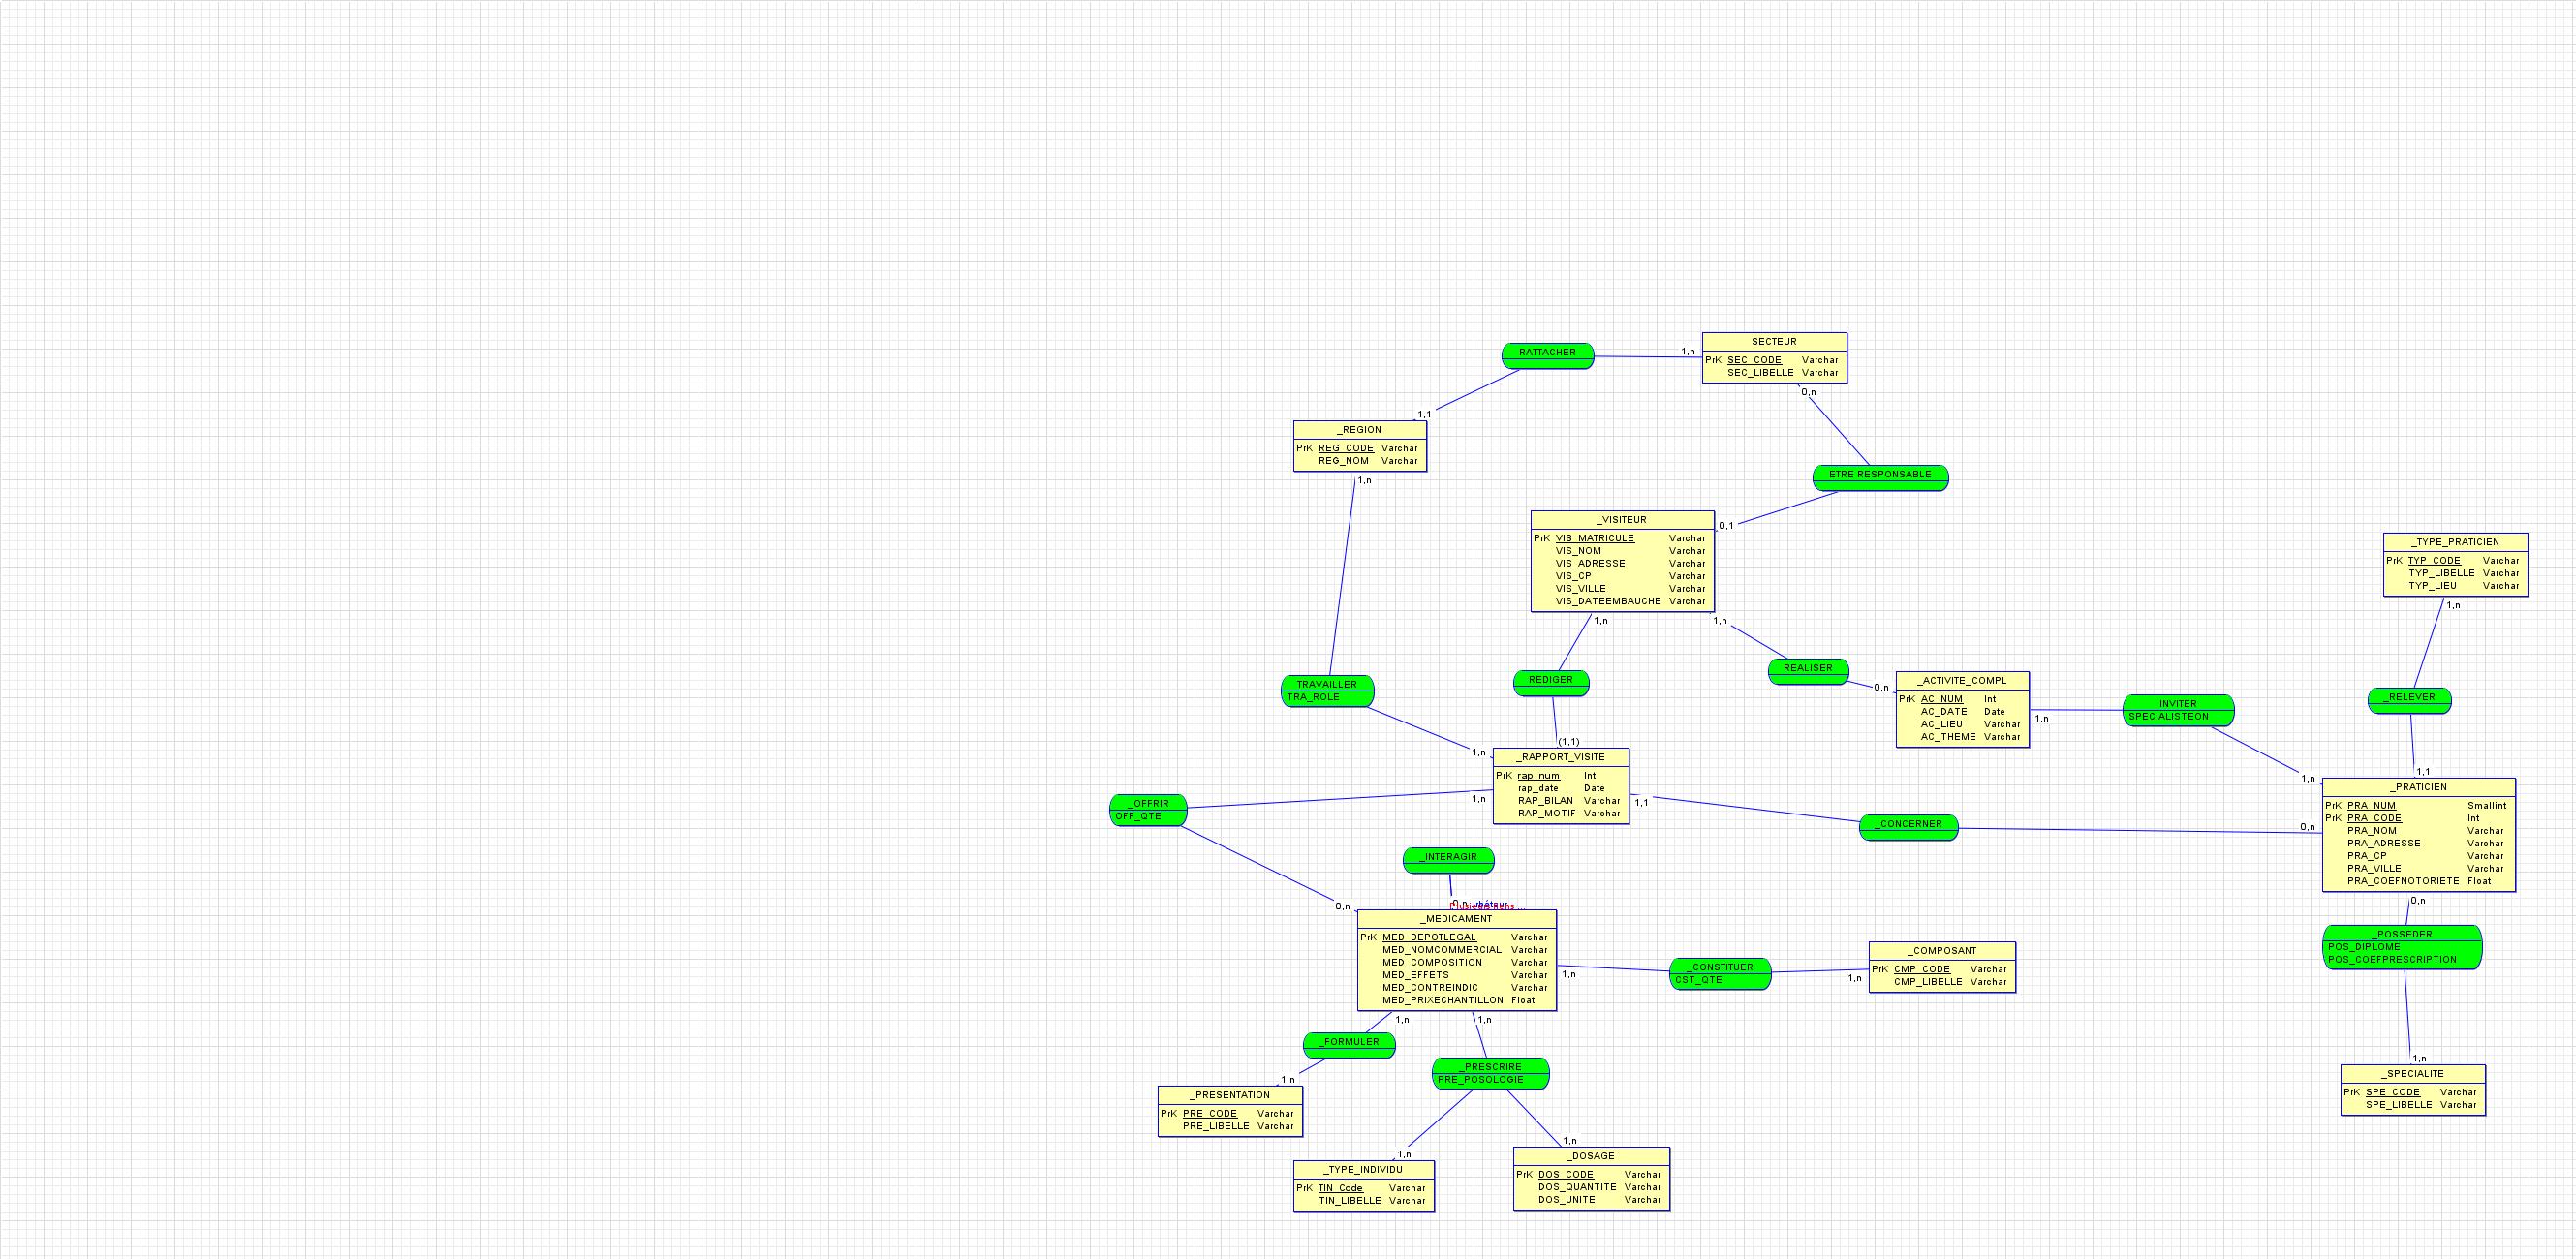 RATTACHER
1,n
SECTEUR
PrK SEC_CODE Varchar
SEC_LIBELLE Varchar
0,n
1,1
_REGION
PrK REG_CODE Varchar
REG_NOM Varchar
1,n
ETRE RESPONSABLE
0,1
_VISITEUR
PrK VIS_MATRICULE Varchar
VIS_NOM Varchar
VIS_ADRESSE Varchar
VIS_CP Varchar
VIS_VILLE Varchar
VIS_DATEEMBAUCHE Varchar
1,n
1,n
_TYPE_PRATICIEN
PrK TYP_CODE Varchar
TYP_LIBELLE Varchar
TYP_LIEU Varchar
1,n
TRAVAILLER
TRA_ROLE
REDIGER
REALISER
0,n
_ACTIVITE_COMPL
PrK AC_NUM Int
AC_DATE Date
AC_LIEU Varchar
AC_THEME Varchar
1,n
INVITER
SPECIALISTEON
_RELEVER
1,n
(1,1)
_RAPPORT_VISITE
PrK rap_num Int
rap_date Date
RAP_BILAN Varchar
RAP_MOTIF Varchar
1,n
1,1
1,n
1,1
_PRATICIEN
PrK PRA_NUM Smallint
PrK PRA_CODE Int
PRA_NOM Varchar
PRA_ADRESSE Varchar
PRA_CP Varchar
PRA_VILLE Varchar
PRA_COEFNOTORIETE Float
0,n
_OFFRIR
OFF_QTE
_CONCERNER
0,n
_INTERAGIR
0,n
0,n
_MEDICAMENT
PrK MED_DEPOTLEGAL Varchar
MED_NOMCOMMERCIAL Varchar
MED_COMPOSITION Varchar
MED_EFFETS Varchar
MED_CONTREINDIC Varchar
MED_PRIXECHANTILLON Float
1,n
_CONSTITUER
CST_QTE
1,n
_COMPOSANT
PrK CMP_CODE Varchar
CMP_LIBELLE Varchar
_POSSEDER
POS_DIPLOME
POS_COEFPRESCRIPTION
1,n
1,n
_FORMULER
1,n
_PRESENTATION
PrK PRE_CODE Varchar
PRE_LIBELLE Varchar
_PRESCRIRE
PRE_POSOLOGIE
1,n
_SPECIALITE
PrK SPE_CODE Varchar
SPE_LIBELLE Varchar
1,n
_TYPE_INDIVIDU
PrK TIN_Code Varchar
TIN_LIBELLE Varchar
1,n
_DOSAGE
PrK DOS_CODE Varchar
DOS_QUANTITE Varchar
DOS_UNITE Varchar